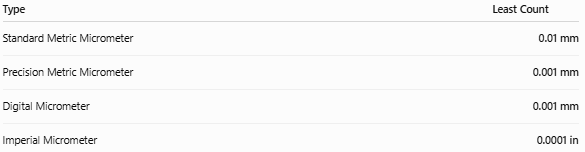 Type Least Count
Standard Metric Micrometer 0.01 mm
Precision Metric Micrometer 0.001 mm
Digital Micrometer 0.001 mm
Imperial Micrometer 0.0001 in